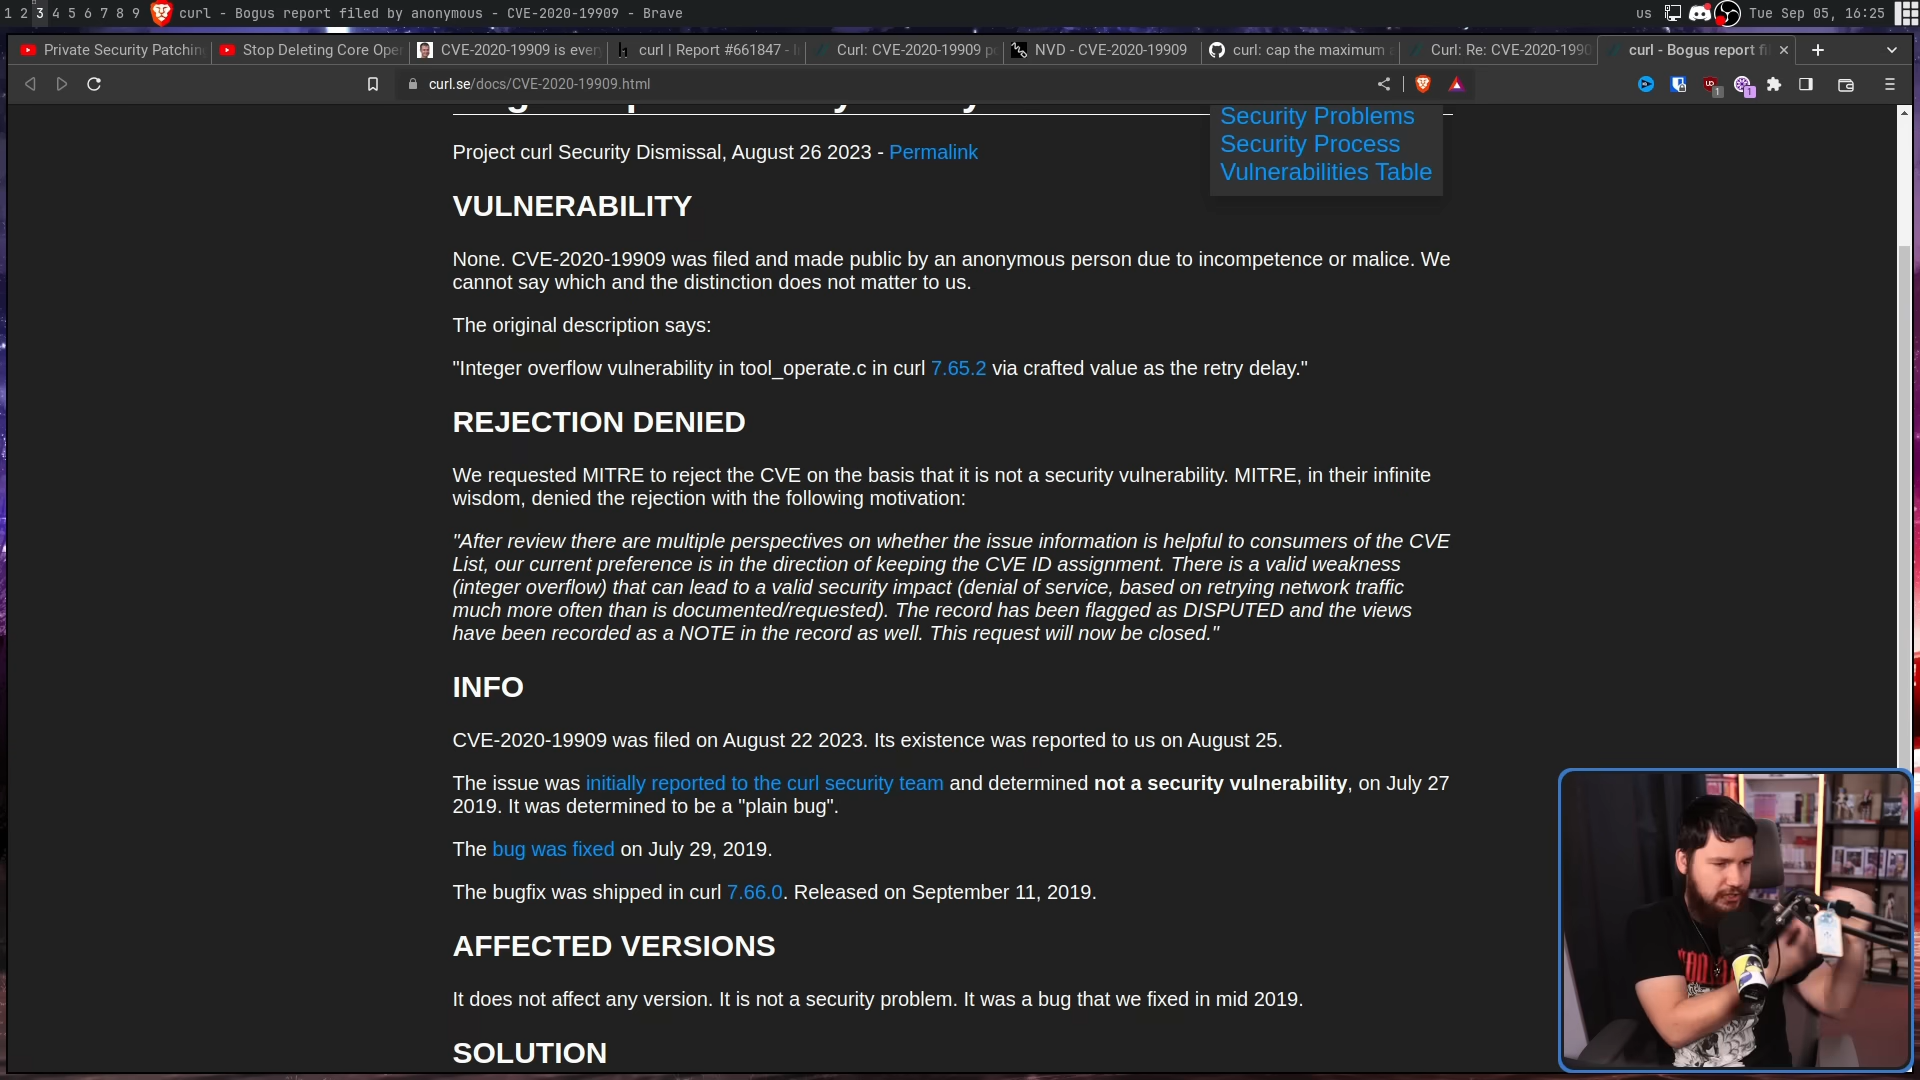 1 2 3 4 5 6 7 8 9 curl - Bogus report filed by anonymous - CVE-2020-19909 - Brave us Tue Sep 05, 16:25
Private Security Patchin Stop Deleting Core Oper CVE-2020-19909 is every curl | Report #661847 - Curl: CVE-2020-19909 p NVD - CVE-2020-19909 curl: cap the maximum Curl: Re: CVE-2020-1990 curl - Bogus report fi
curl.se/docs/CVE-2020-19909.html
Security Problems
Security Process
Vulnerabilities Table
Project curl Security Dismissal, August 26 2023 - Permalink
VULNERABILITY
None. CVE-2020-19909 was filed and made public by an anonymous person due to incompetence or malice. We
cannot say which and the distinction does not matter to us.
The original description says:
"Integer overflow vulnerability in tool_operate.c in curl 7.65.2 via crafted value as the retry delay."
REJECTION DENIED
We requested MITRE to reject the CVE on the basis that it is not a security vulnerability. MITRE, in their infinite
wisdom, denied the rejection with the following motivation:
"After review there are multiple perspectives on whether the issue information is helpful to consumers of the CVE
List, our current preference is in the direction of keeping the CVE ID assignment. There is a valid weakness
(integer overflow) that can lead to a valid security impact (denial of service, based on retrying network traffic
much more often than is documented/requested). The record has been flagged as DISPUTED and the views
have been recorded as a NOTE in the record as well. This request will now be closed."
INFO
CVE-2020-19909 was filed on August 22 2023. Its existence was reported to us on August 25.
The issue was initially reported to the curl security team and determined not a security vulnerability, on July 27
2019. It was determined to be a "plain bug".
The bug was fixed on July 29, 2019.
The bugfix was shipped in curl 7.66.0. Released on September 11, 2019.
AFFECTED VERSIONS
It does not affect any version. It is not a security problem. It was a bug that we fixed in mid 2019.
SOLUTION